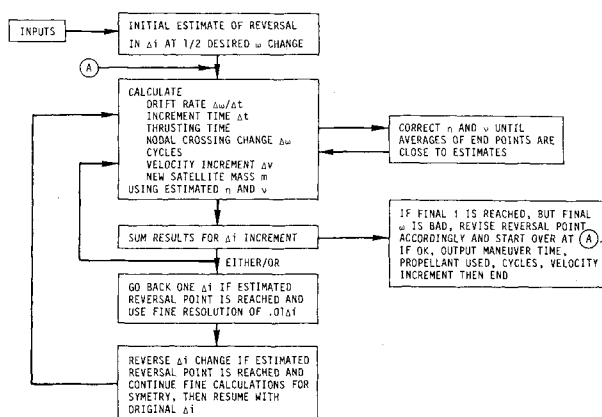 INPUTS
INITIAL ESTIMATE OF REVERSAL
IN Δi AT 1/2 DESIRED ω CHANGE
A
CALCULATE
DRIFT RATE Δω/Δt
INCREMENT TIME Δt
THRUSTING TIME
NODAL CROSSING CHANGE Δω
CYCLES
VELOCITY INCREMENT Δv
NEW SATELLITE MASS m
USING ESTIMATED η AND ν
CORRECT η AND ν UNTIL
AVERAGES OF END POINTS ARE
CLOSE TO ESTIMATES
SUM RESULTS FOR Δi INCREMENT
IF FINAL i IS REACHED, BUT FINAL
ω IS BAD, REVISE REVERSAL POINT
ACCORDINGLY AND START OVER AT A.
IF OK, OUTPUT MANEUVER TIME,
PROPELLANT USED, CYCLES, VELOCITY
INCREMENT THEN END
EITHER/OR
GO BACK ONE Δi IF ESTIMATED
REVERSAL POINT IS REACHED AND
USE FINE RESOLUTION OF .01Δi
REVERSE Δi CHANGE IF ESTIMATED
REVERSAL POINT IS REACHED AND
CONTINUE FINE CALCULATIONS FOR
SYMETRY, THEN RESUME WITH
ORIGINAL Δi